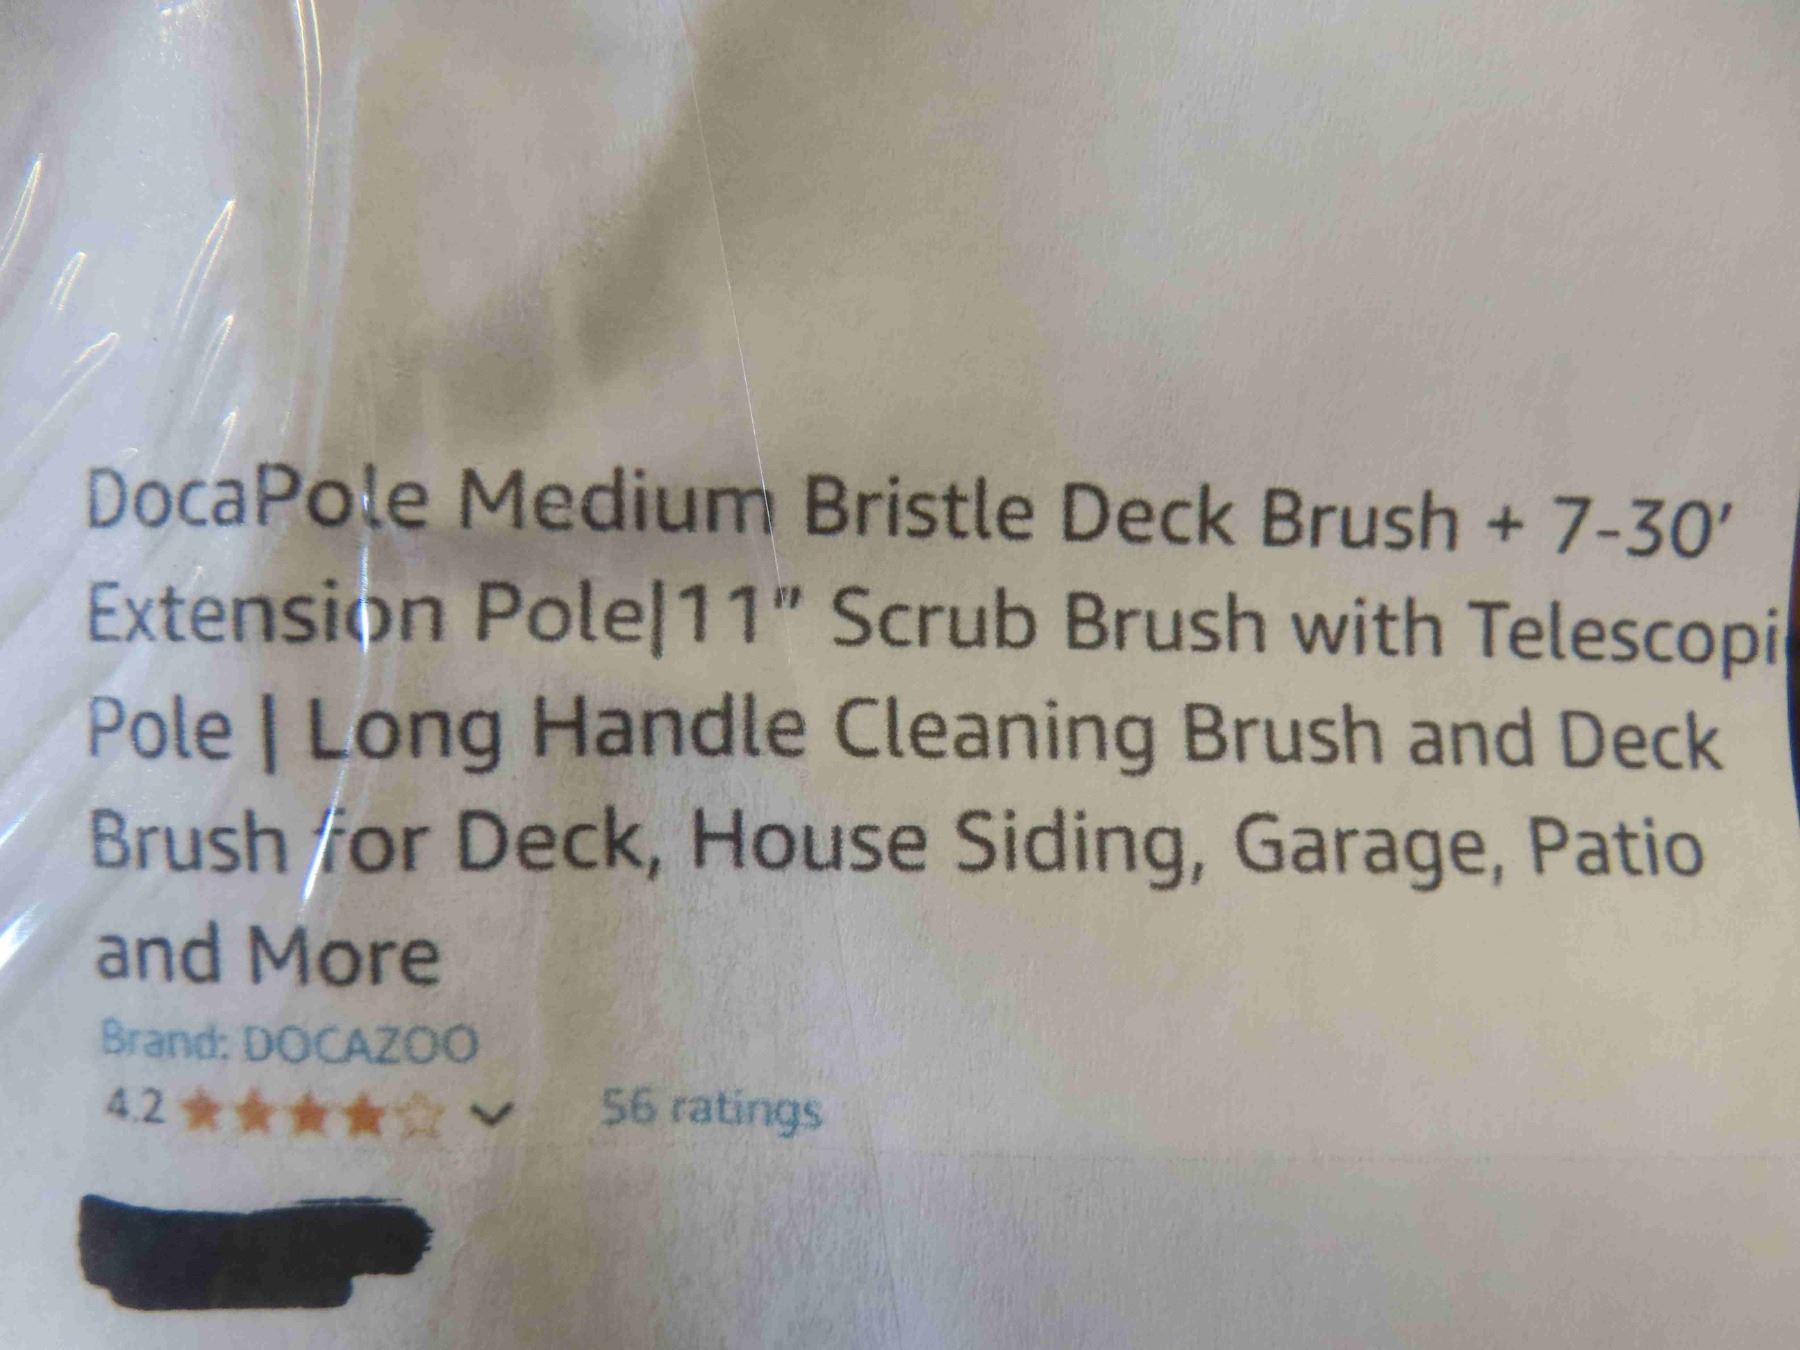 DocaPole Medium Bristle Deck Brush + 7-30'
Extension Pole|11" Scrub Brush with Telescopi
Pole | Long Handle Cleaning Brush and Deck
Brush for Deck, House Siding, Garage, Patio
and More
Brand: DOCAZOO
4.2 56 ratings